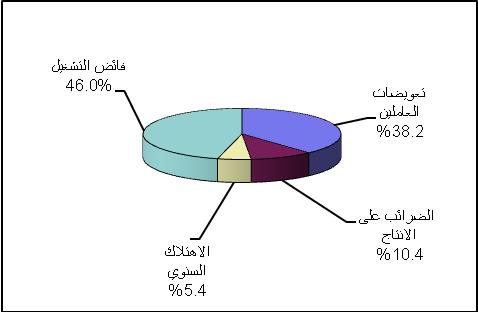 فائض التشغيل
46.0%
تعويضات
العاملين
%38.2
الضرائب على
الانتاج
%10.4
الاهتلاك
السنوي
%5.4